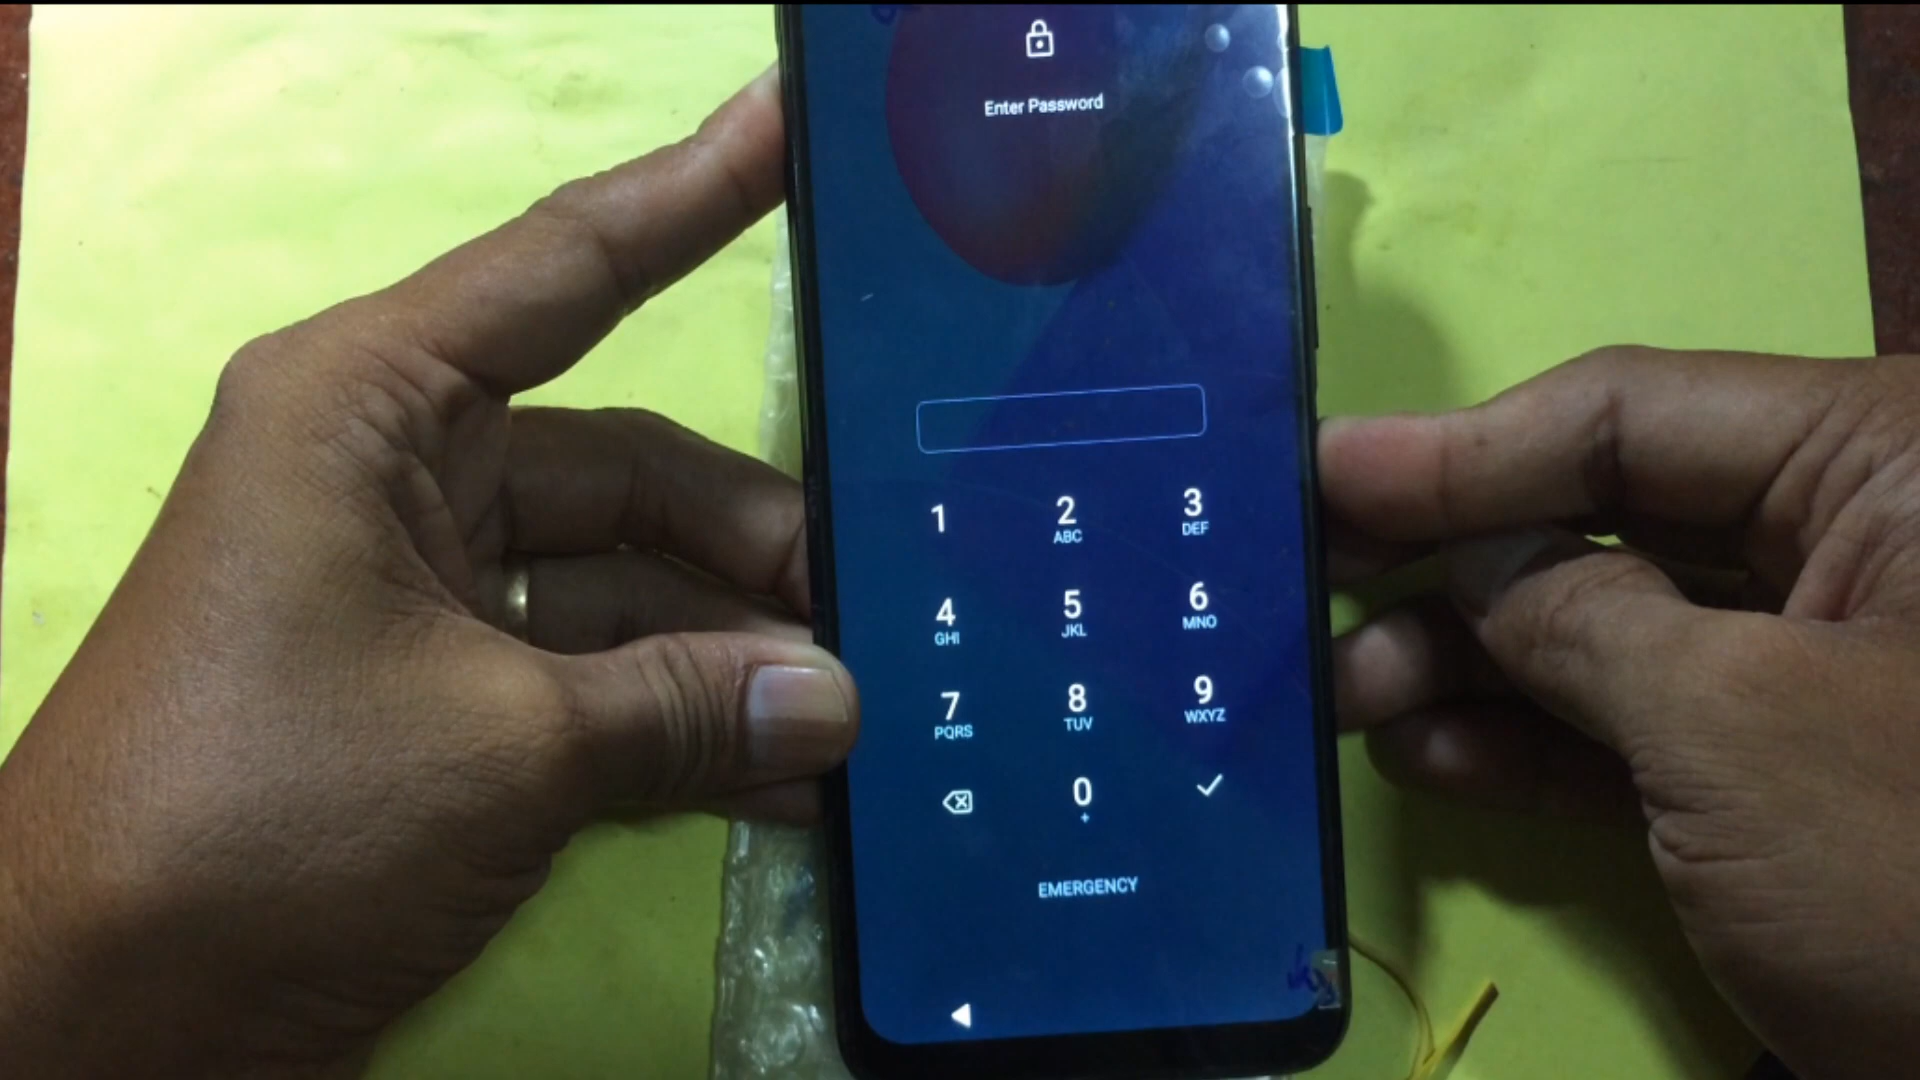 Enter Password
1
2
ABC
3
DEF
4
GHI
5
JKL
6
MNO
7
PQRS
8
TUV
9
WXYZ
0
+
EMERGENCY